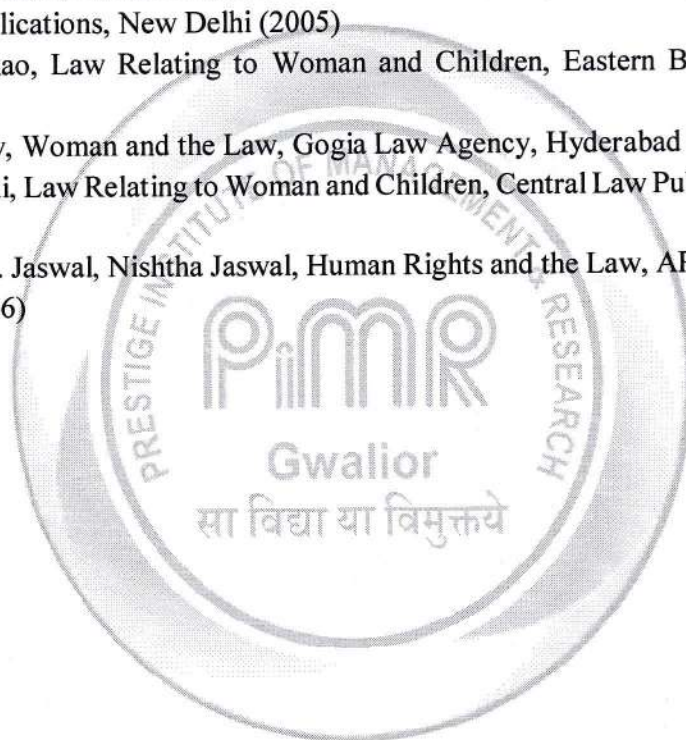 plications, New Delhi (2005)
ao, Law Relating to Woman and Children, Eastern B
y, Woman and the Law, Gogia Law Agency, Hyderabad
i, Law Relating to Woman and Children, Central Law Pu
. Jaswal, Nishtha Jaswal, Human Rights and the Law, AP
6)
PRESTIGE INSTITUTE OF MANAGEMENT & RESEARCH
PiMR
Gwalior
सा विद्या या विमुक्तये